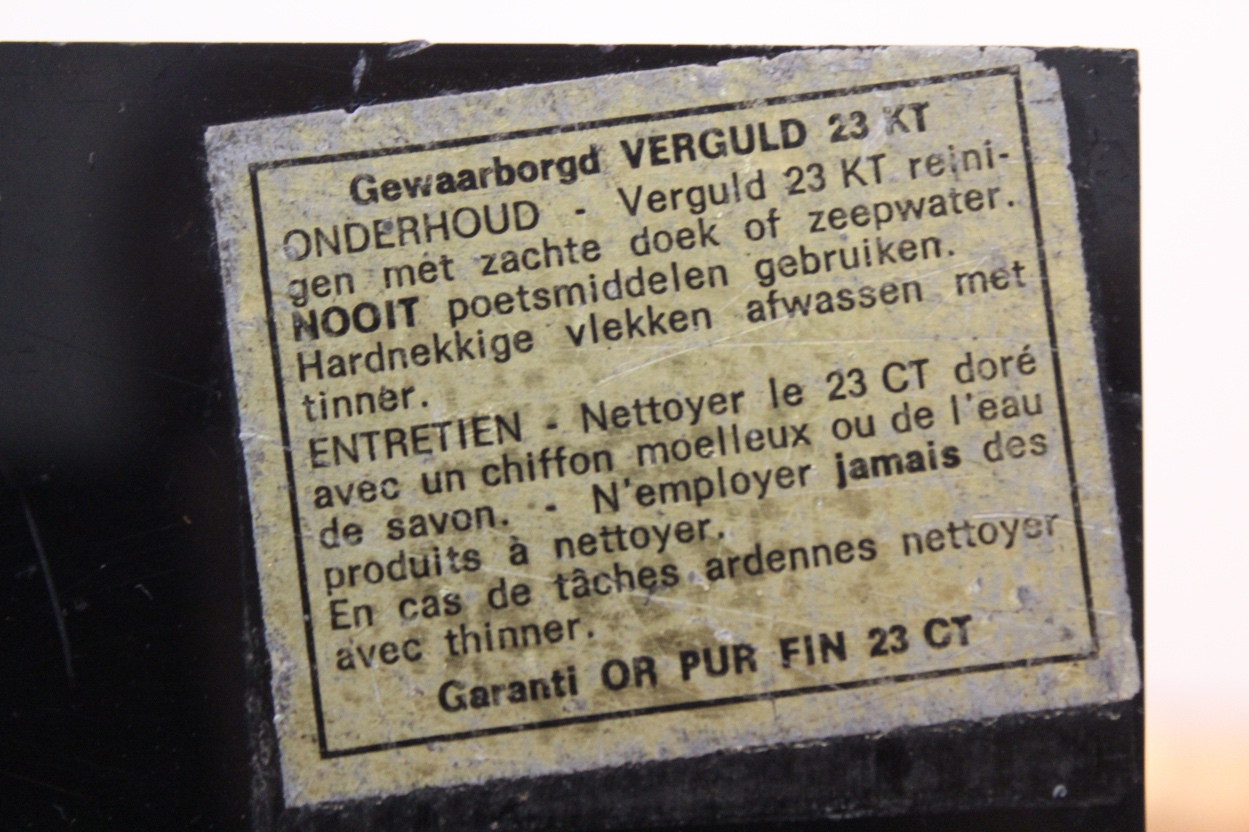 Gewaarborgd VERGULD 23 KT
ONDERHOUD - Verguld 23 KT reini-
gen met zachte doek of zeepwater.
NOOIT poetsmiddelen gebruiken.
Hardnekkige vlekken afwassen met
tinner.
ENTRETIEN - Nettoyer le 23 CT doré
avec un chiffon moelleux ou de l'eau
de savon. - N'employer jamais des
produits à nettoyer.
En cas de tâches ardennes nettoyer
avec thinner.
Garanti OR PUR FIN 23 CT